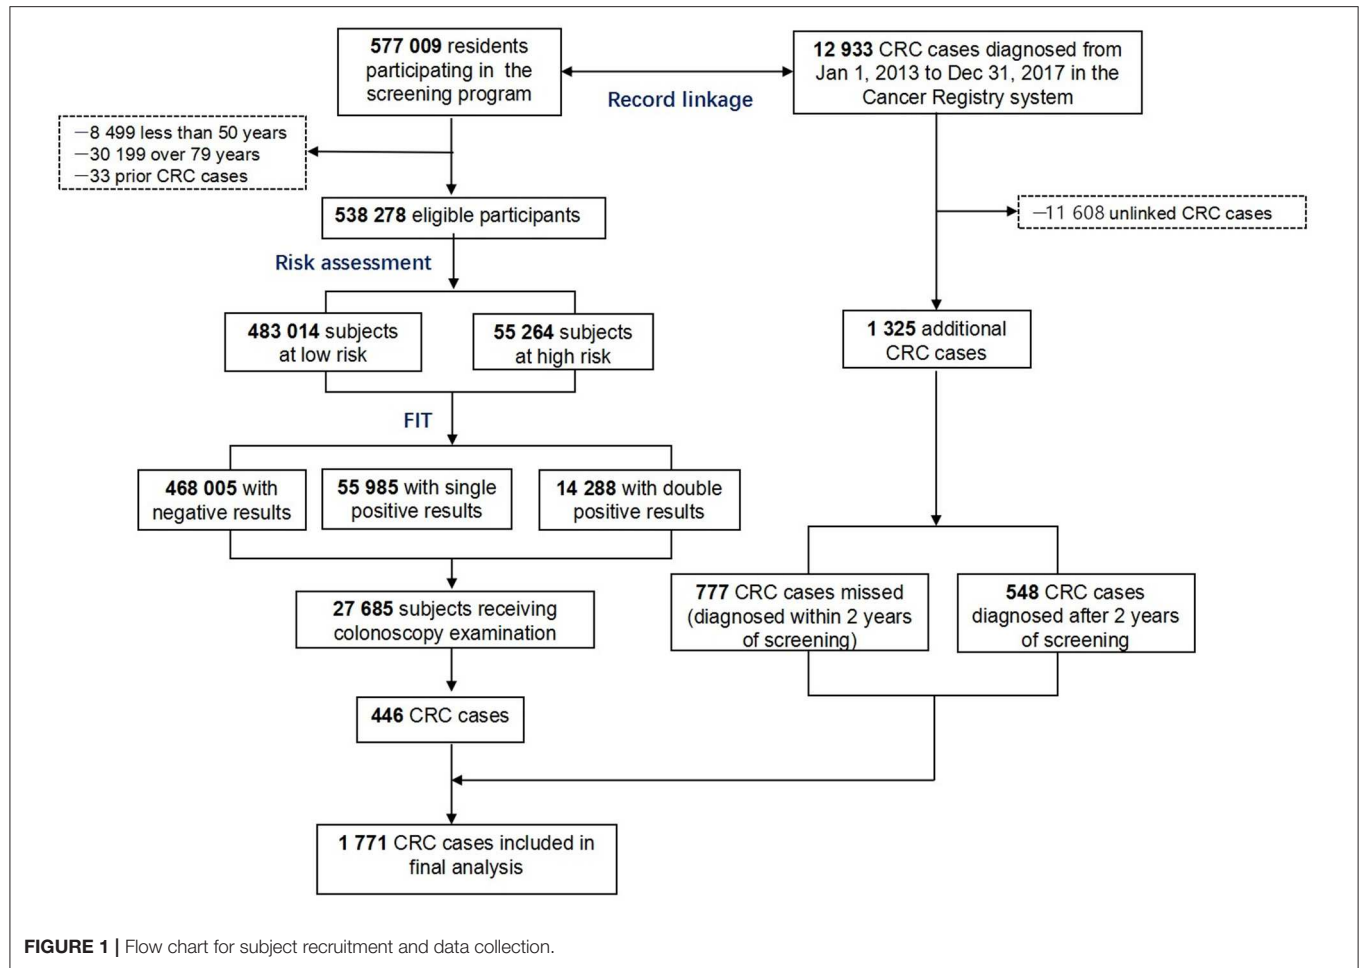 577 009 residents
participating in the
screening program
12 933 CRC cases diagnosed from
Jan 1, 2013 to Dec 31, 2017 in the
Cancer Registry system
Record linkage
—8 499 less than 50 years
—30 199 over 79 years
—33 prior CRC cases
538 278 eligible participants
—11 608 unlinked CRC cases
Risk assessment
483 014 subjects
at low risk
55 264 subjects
at high risk
1 325 additional
CRC cases
FIT
468 005 with
negative results
55 985 with single
positive results
14 288 with double
positive results
777 CRC cases missed
(diagnosed within 2 years
of screening)
548 CRC cases
diagnosed after 2 years
of screening
27 685 subjects receiving
colonoscopy examination
446 CRC cases
1 771 CRC cases included in
final analysis
FIGURE 1 | Flow chart for subject recruitment and data collection.